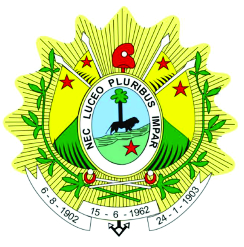 NEC LUCEO PLURIBUS IMPAR
6 - 8 - 1902
15 - 6 - 1962
24 - 1 - 1903